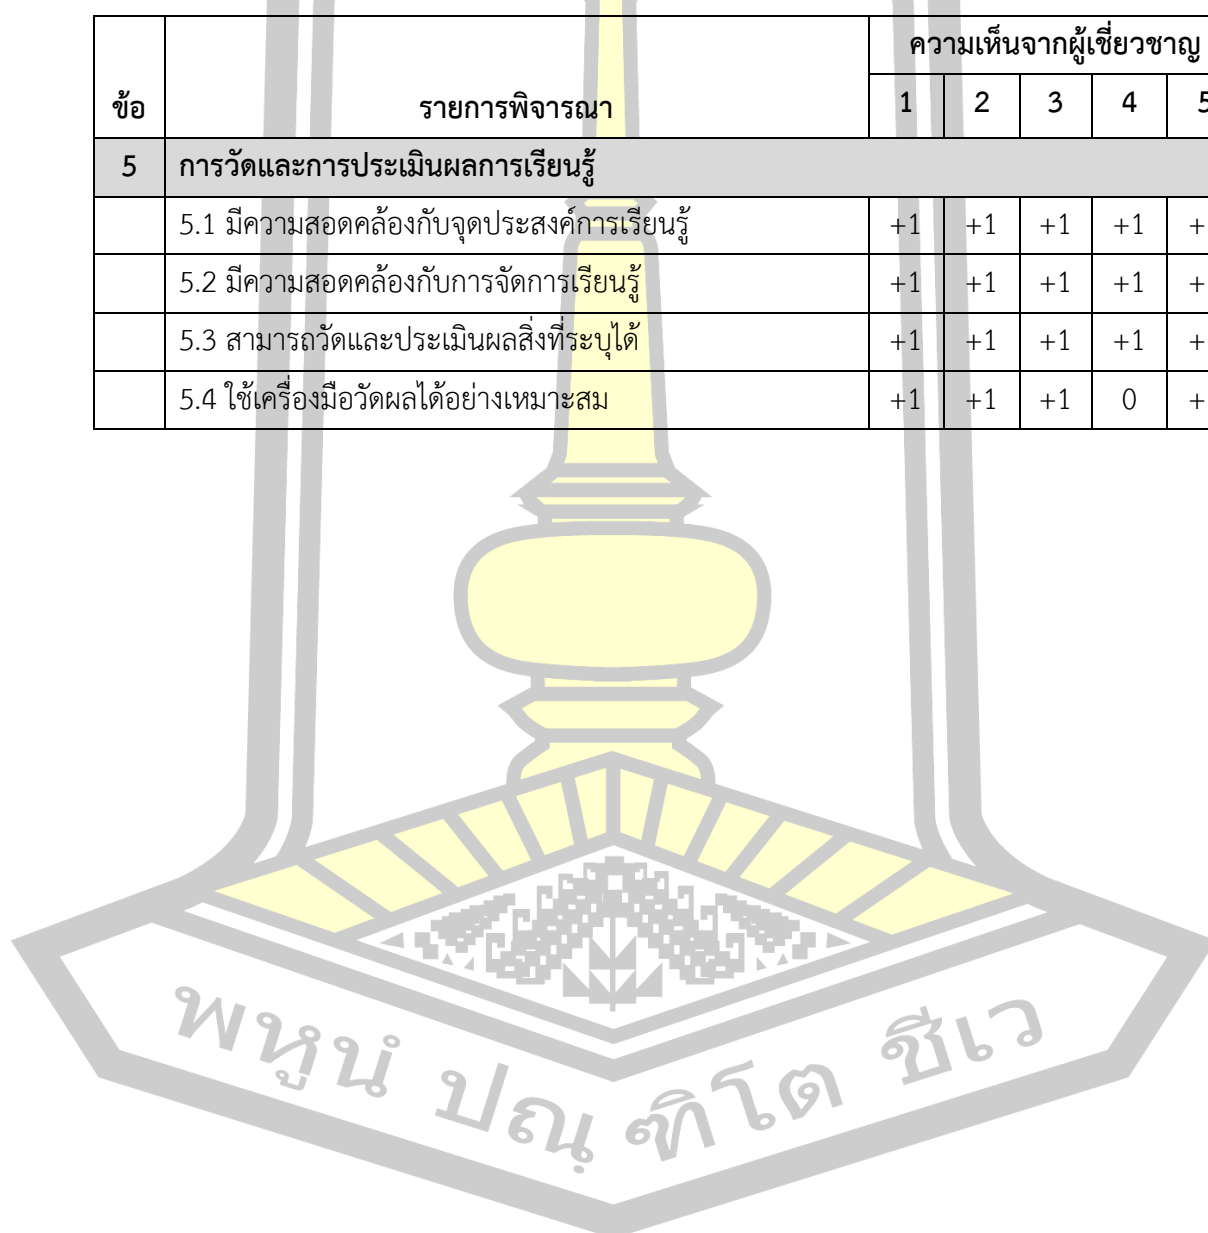 ความเห็นจากผู้เชี่ยวชาญ
ข้อ รายการพิจารณา 1 2 3 4 5
5 การวัดและการประเมินผลการเรียนรู้
5.1 มีความสอดคล้องกับจุดประสงค์การเรียนรู้ +1 +1 +1 +1 +
5.2 มีความสอดคล้องกับการจัดการเรียนรู้ +1 +1 +1 +1 +
5.3 สามารถวัดและประเมินผลสิ่งที่ระบุได้ +1 +1 +1 +1 +
5.4 ใช้เครื่องมือวัดผลได้อย่างเหมาะสม +1 +1 +1 0 +
พหูนํ ปณฺฑิโต ชีเว